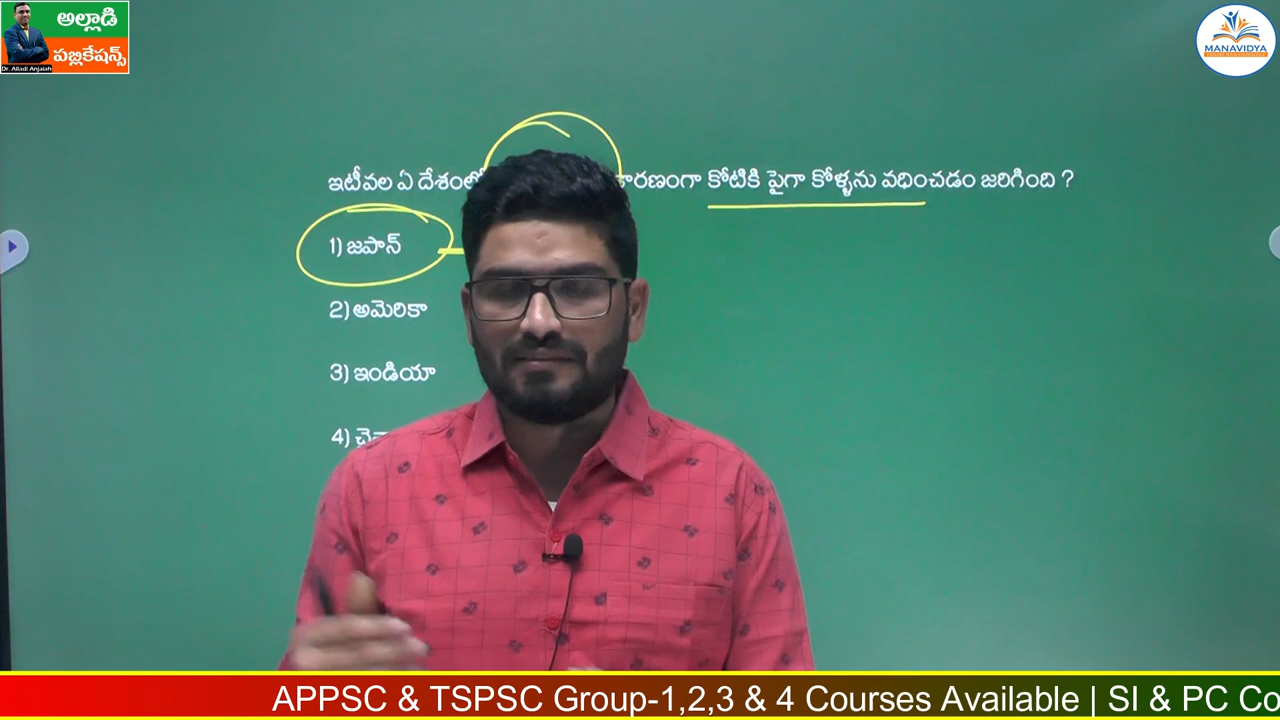 అల్లాడి
పబ్లికేషన్స్
Dr. Alladi Anjaiah
MANAVIDYA
ఇటీవల ఏ దేశంలో కారణంగా కోటికి పైగా కోళ్ళను వధించడం జరిగింది ?
1) జపాన్
2) అమెరికా
3) ఇండియా
4)
APPSC & TSPSC Group-1,2,3 & 4 Courses Available | SI & PC Co